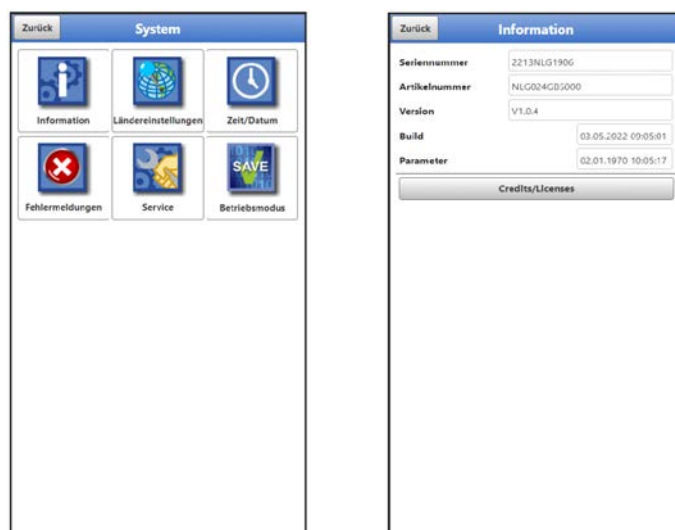 Zurück
System
Information
Ländereinstellungen
Zeit/Datum
Fehlermeldungen
Service
SAVE
Betriebsmodus
Zurück
Information
Seriennummer
2213NLG1906
Artikelnummer
Version
V1.0.4
Build
03.05.2022 09:05:01
Parameter
02.01.1970 10:05:17
Credits/Licenses